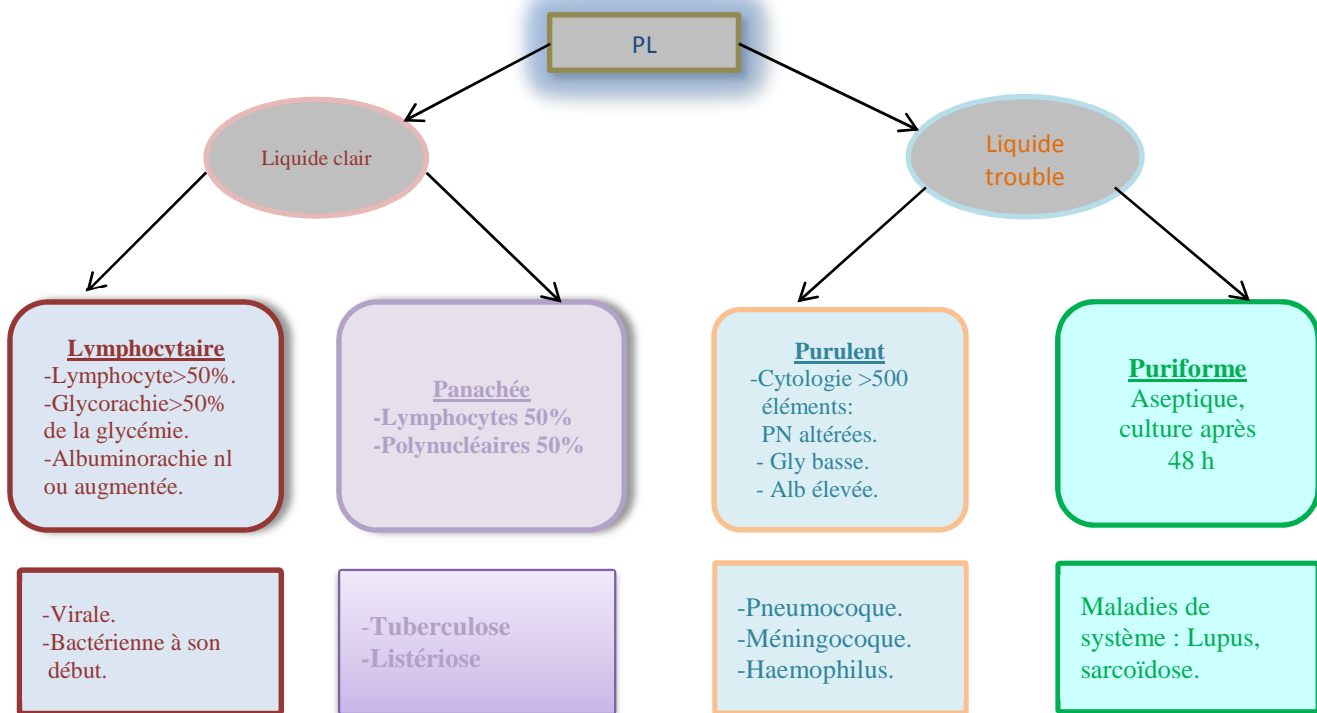 PL
Liquide clair
Liquide
trouble
Lymphocytaire
-Lymphocyte>50%.
-Glycorachie>50%
de la glycémie.
-Albuminorachie nl
ou augmentée.
Panachée
-Lymphocytes 50%
-Polynucléaires 50%
Purulent
-Cytologie >500
éléments:
PN altérées.
- Gly basse.
- Alb élevée.
Puriforme
Aseptique,
culture après
48 h
-Virale.
-Bactérienne à son
début.
-Tuberculose
-Listériose
-Pneumocoque.
-Méningocoque.
-Haemophilus.
Maladies de
système : Lupus,
sarcoïdose.